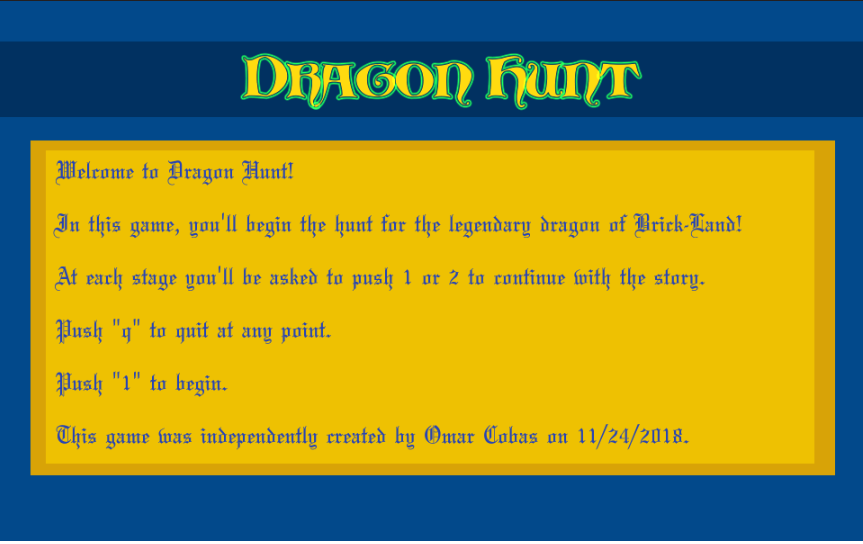 Dragon Hunt
Welcome to Dragon Hunt!
In this game, you'll begin the hunt for the legendary dragon of Brick-Land!
At each stage you'll be asked to push 1 or 2 to continue with the story.
Push "q" to quit at any point.
Push "1" to begin.
This game was independently created by Omar Cobas on 11/24/2018.